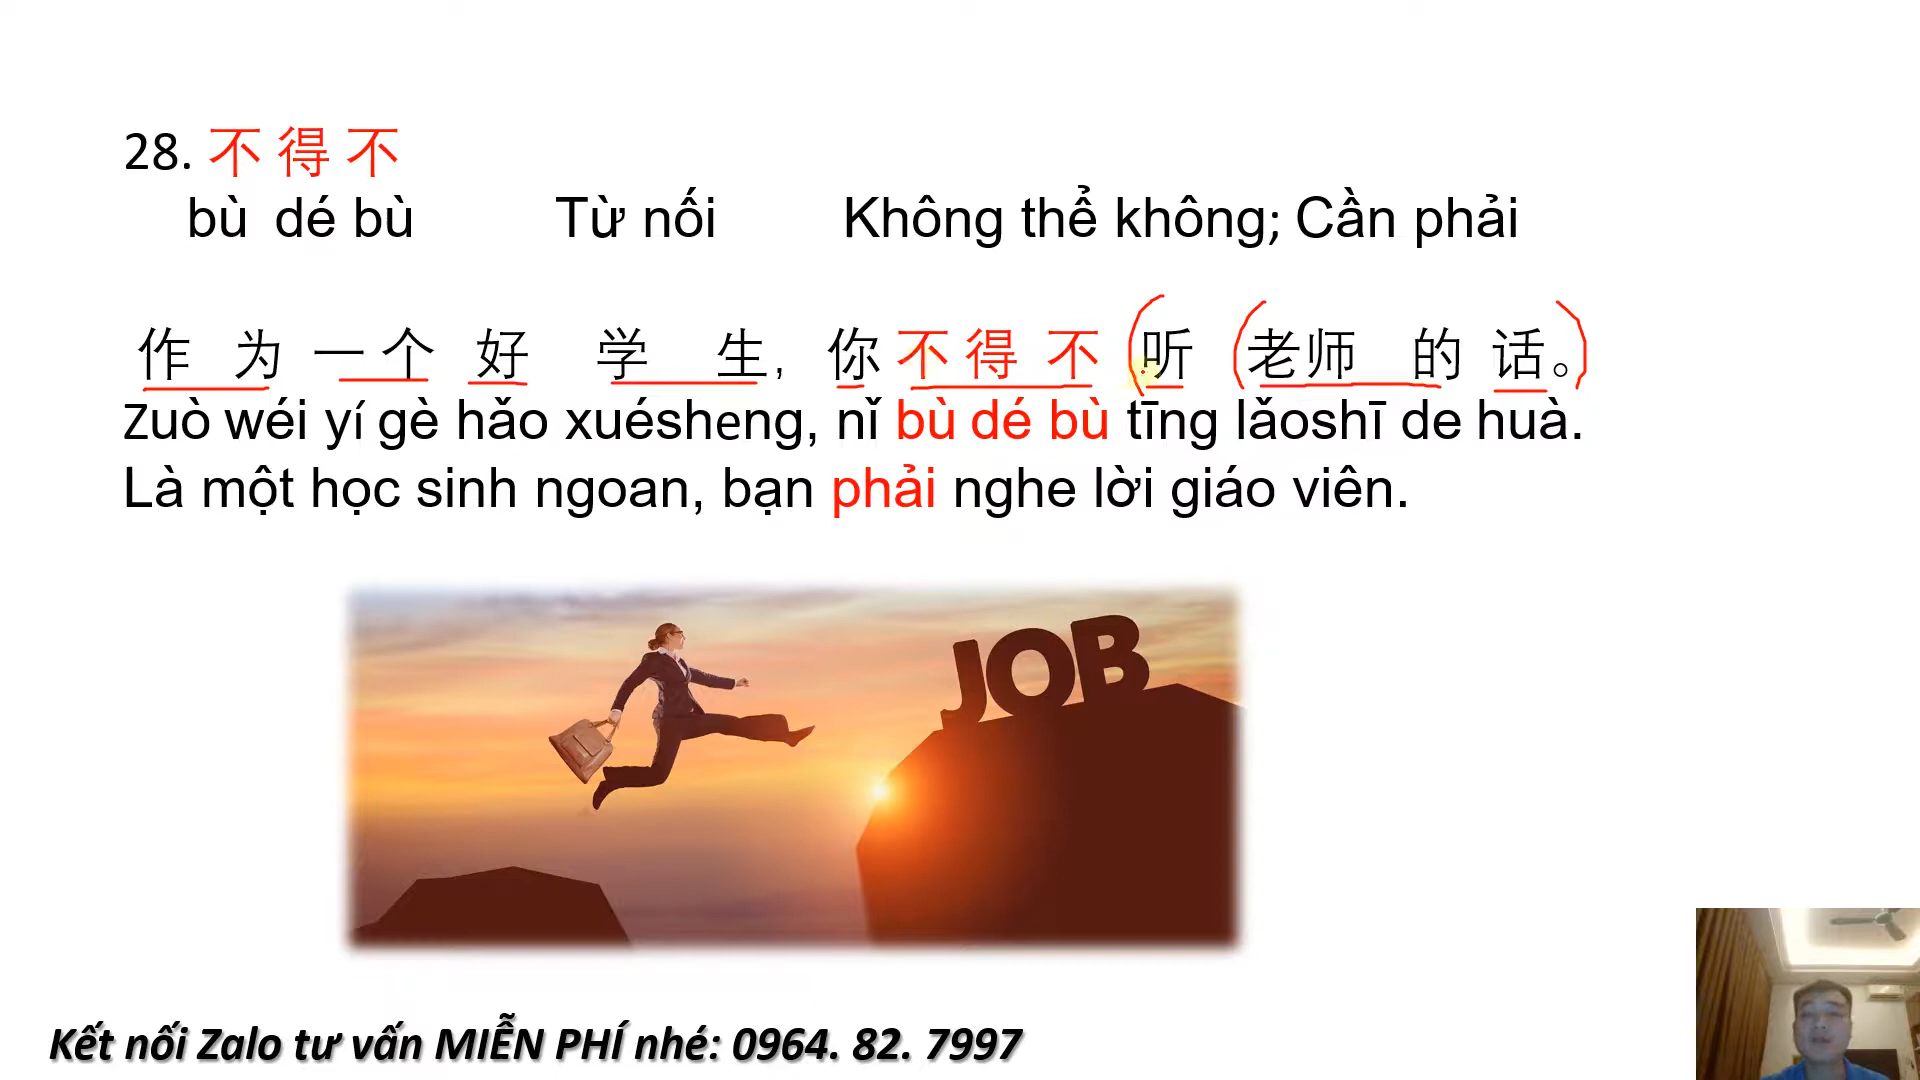 28. 不 得 不
bù dé bù Từ nối Không thể không; Cần phải
作 为 一 个 好 学 生, 你 不 得 不 听 老师 的 话。
Zuò wéi yí gè hǎo xuésheng, nǐ bù dé bù tīng lǎoshī de huà.
Là một học sinh ngoan, bạn phải nghe lời giáo viên.
JOB
Kết nối Zalo tư vấn MIỄN PHÍ nhé: 0964. 82. 7997